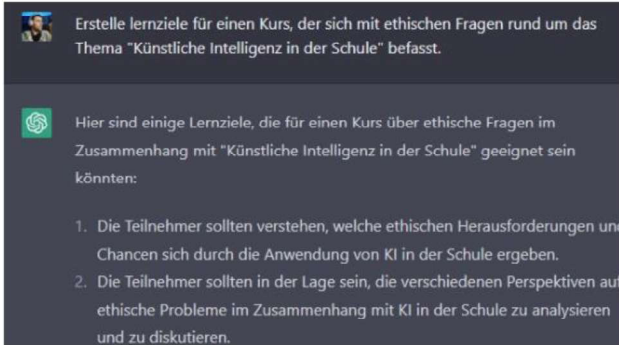 Erstelle lernziele für einen Kurs, der sich mit ethischen Fragen rund um das
Thema "Künstliche Intelligenz in der Schule" befasst.
Hier sind einige Lernziele, die für einen Kurs über ethische Fragen im
Zusammenhang mit "Künstliche Intelligenz in der Schule" geeignet sein
könnten:
1. Die Teilnehmer sollten verstehen, welche ethischen Herausforderungen und
Chancen sich durch die Anwendung von KI in der Schule ergeben.
2. Die Teilnehmer sollten in der Lage sein, die verschiedenen Perspektiven auf
ethische Probleme im Zusammenhang mit KI in der Schule zu analysieren
und zu diskutieren.